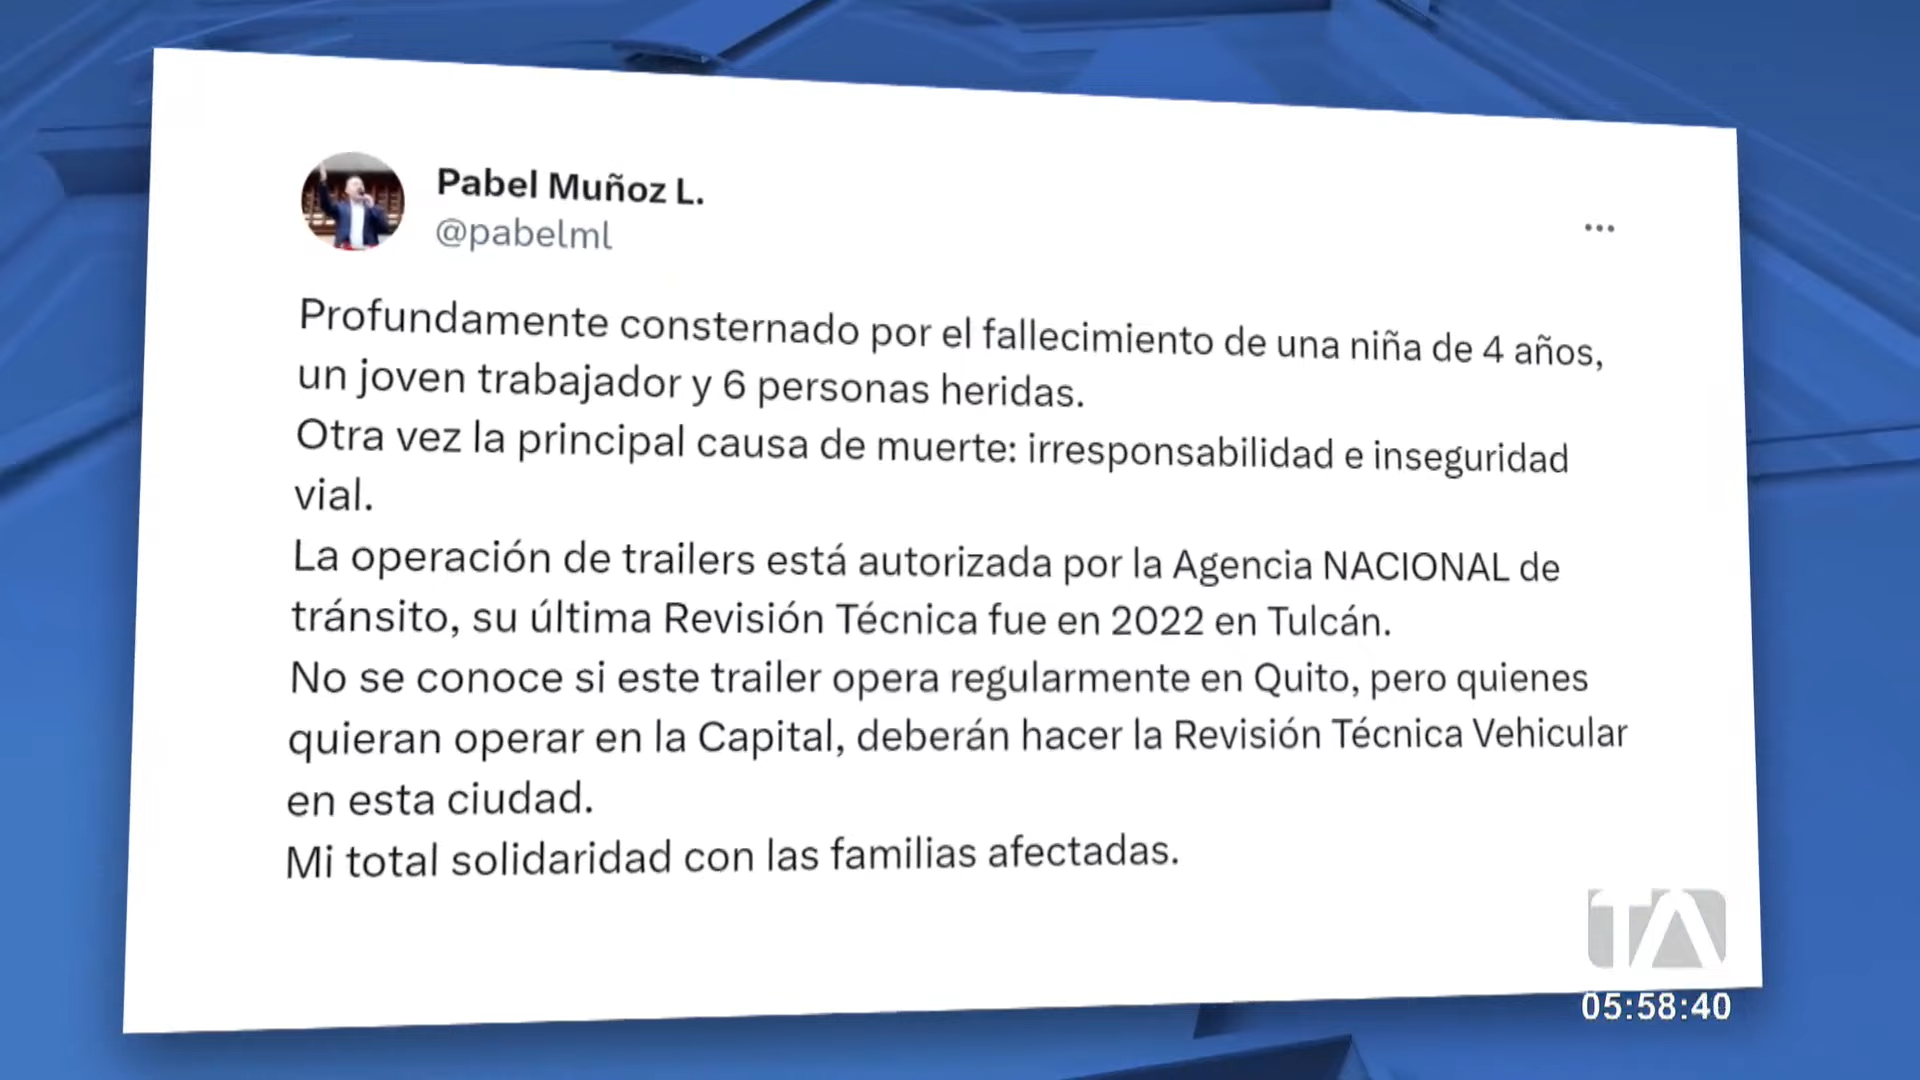 Pabel Muñoz L.
@pabelml
...
Profundamente consternado por el fallecimiento de una niña de 4 años,
un joven trabajador y 6 personas heridas.
Otra vez la principal causa de muerte: irresponsabilidad e inseguridad
vial.
La operación de trailers está autorizada por la Agencia NACIONAL de
tránsito, su última Revisión Técnica fue en 2022 en Tulcán.
No se conoce si este trailer opera regularmente en Quito, pero quienes
quieran operar en la Capital, deberán hacer la Revisión Técnica Vehicular
en esta ciudad.
Mi total solidaridad con las familias afectadas.
TA
05:58:40